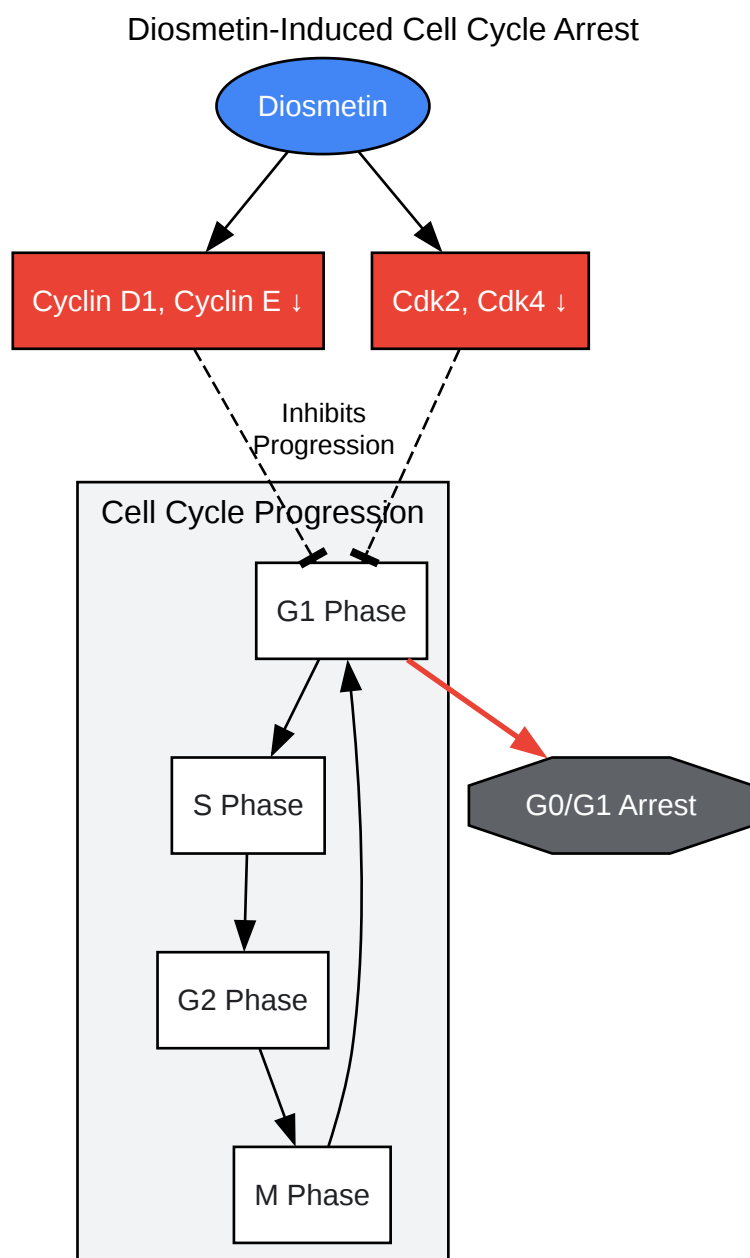 Diosmetin-Induced Cell Cycle Arrest
Diosmetin
Cyclin D1, Cyclin E ↓
Cdk2, Cdk4 ↓
Inhibits
Progression
Cell Cycle Progression
G1 Phase
S Phase
G0/G1 Arrest
G2 Phase
M Phase